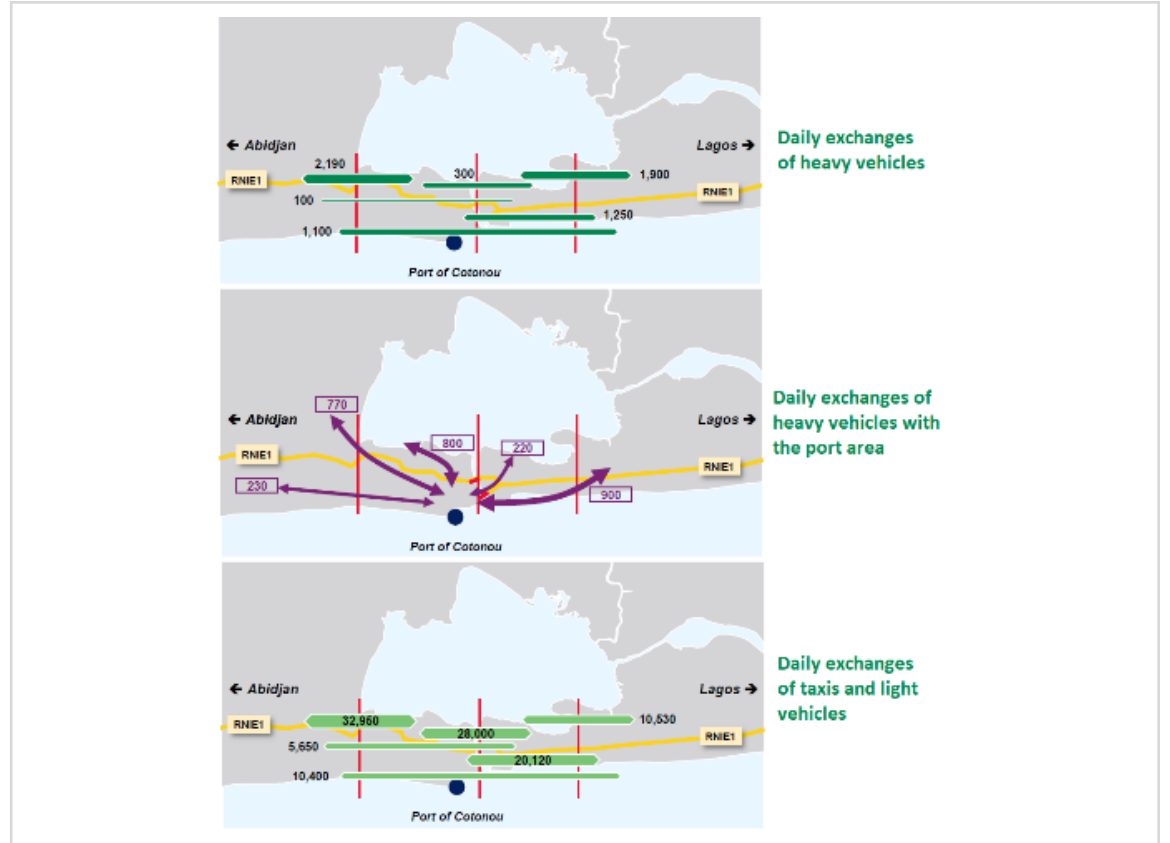 ← Abidjan
Lagos →
2,190
300
1,900
RNIE1
RNIE1
100
1,250
1,100
Port of Cotonou
Daily exchanges
of heavy vehicles
770
← Abidjan
Lagos →
800
220
RNIE1
RNIE1
230
900
Port of Cotonou
Daily exchanges of
heavy vehicles with
the port area
← Abidjan
Lagos →
32,960
10,530
RNIE1
28,000
RNIE1
5,650
20,120
10,400
Port of Cotonou
Daily exchanges
of taxis and light
vehicles